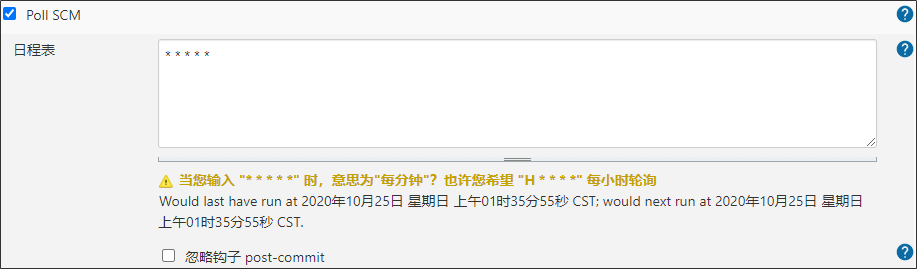 Poll SCM
日程表
* * * * *
当您输入 "* * * * *" 时，意思为"每分钟"？也许您希望 "H * * * *" 每小时轮询
Would last have run at 2020年10月25日 星期日 上午01时35分55秒 CST; would next run at 2020年10月25日 星期日
上午01时35分55秒 CST.
忽略钩子 post-commit